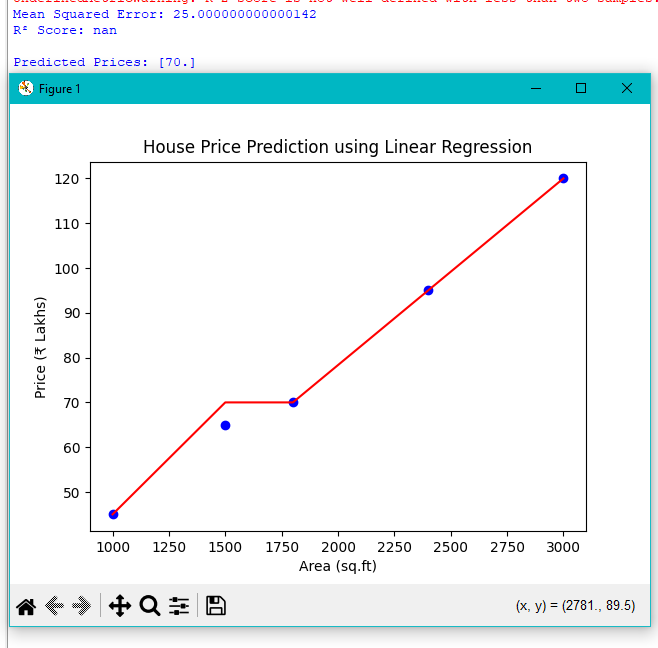 UndefinedMetricWarning: R^2 score is not well-defined with less than two samples.
Mean Squared Error: 25.000000000000142
R² Score: nan
Predicted Prices: [70.]
Figure 1
House Price Prediction using Linear Regression
120
110
100
90
80
70
60
50
Price (₹ Lakhs)
1000 1250 1500 1750 2000 2250 2500 2750 3000
Area (sq.ft)
(x, y) = (2781., 89.5)